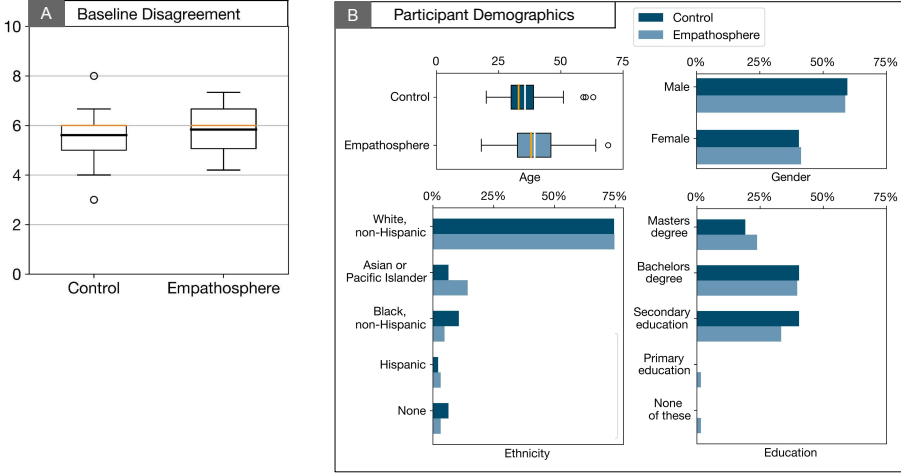 A Baseline Disagreement
10
8
6
4
2
0
Control Empathosphere
B Participant Demographics
Control
Empathosphere
0 25 50 75
Control
Empathosphere
Age
0% 25% 50% 75%
Male
Female
Gender
0% 25% 50% 75%
White,
non-Hispanic
Asian or
Pacific Islander
Black,
non-Hispanic
Hispanic
None
Ethnicity
0% 25% 50% 75%
Masters
degree
Bachelors
degree
Secondary
education
Primary
education
None
of these
Education